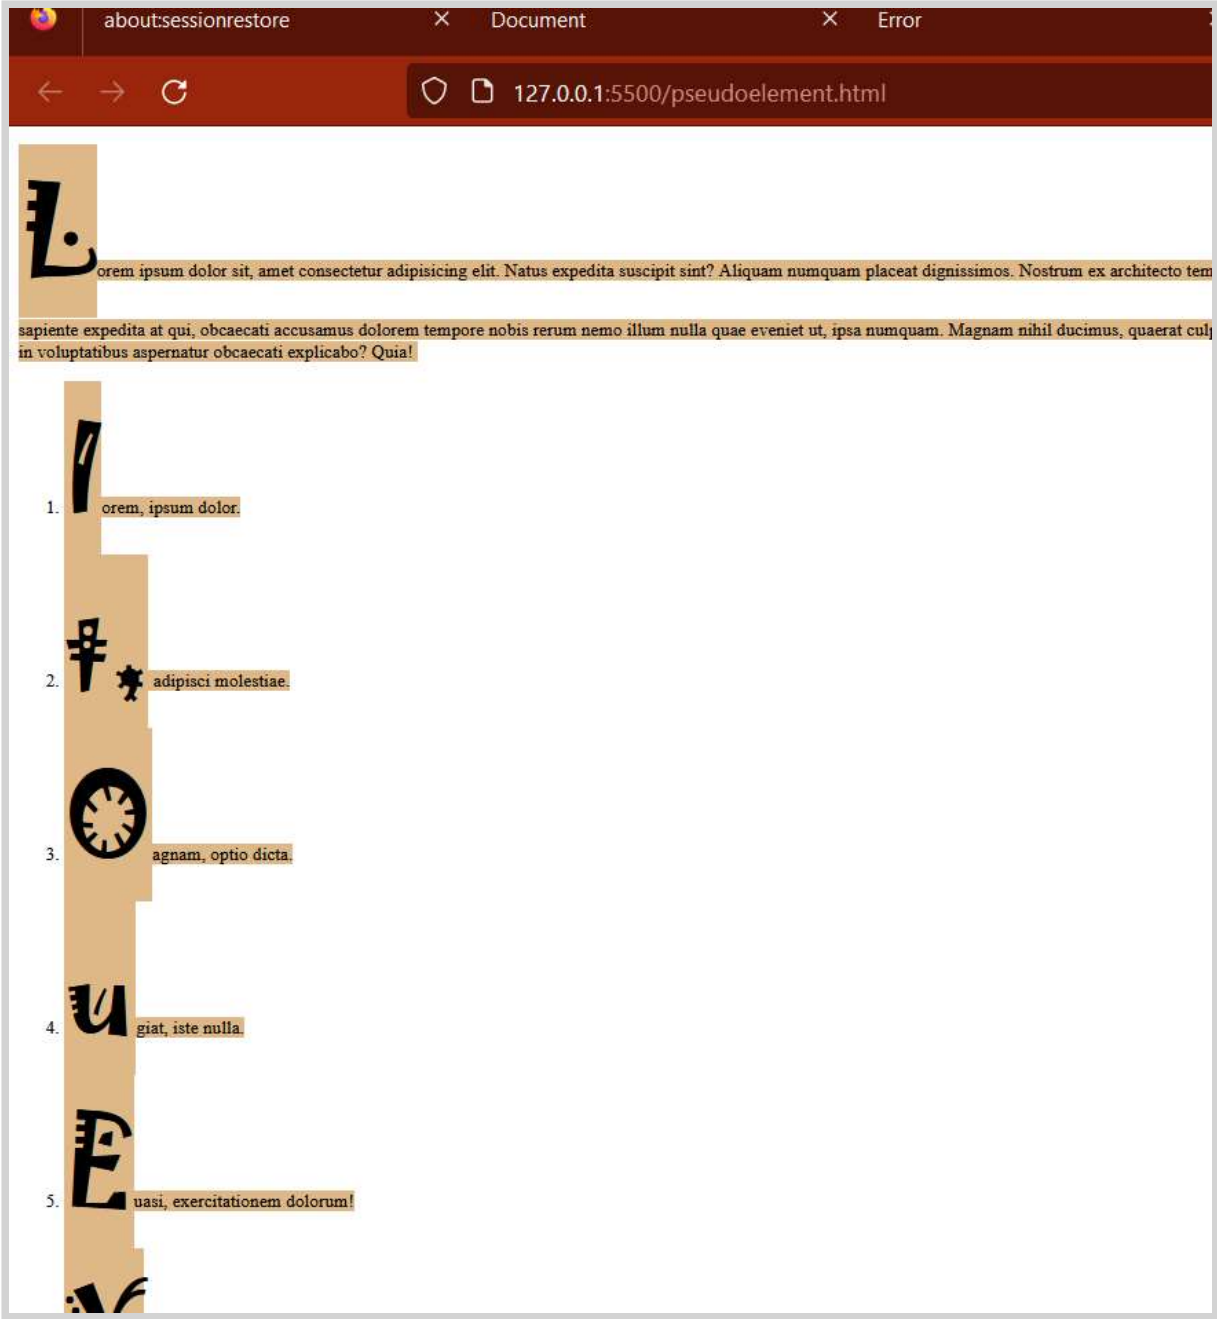 about:sessionrestore
Document
Error
127.0.0.1:5500/pseudoelement.html
Lorem ipsum dolor sit, amet consectetur adipisicing elit. Natus expedita suscipit sint? Aliquam numquam placeat dignissimos. Nostrum ex architecto tem
sapiente expedita at qui, obcaecati accusamus dolorem tempore nobis rerum nemo illum nulla quae eveniet ut, ipsa numquam. Magnam nihil ducimus, quaerat culp
in voluptatibus aspernatur obcaecati explicabo? Quia!
1. lorem, ipsum dolor.
2. t, adipisci molestiae.
3. Oagnam, optio dicta.
4. ugiat, iste nulla.
5. Euasi, exercitationem dolorum!